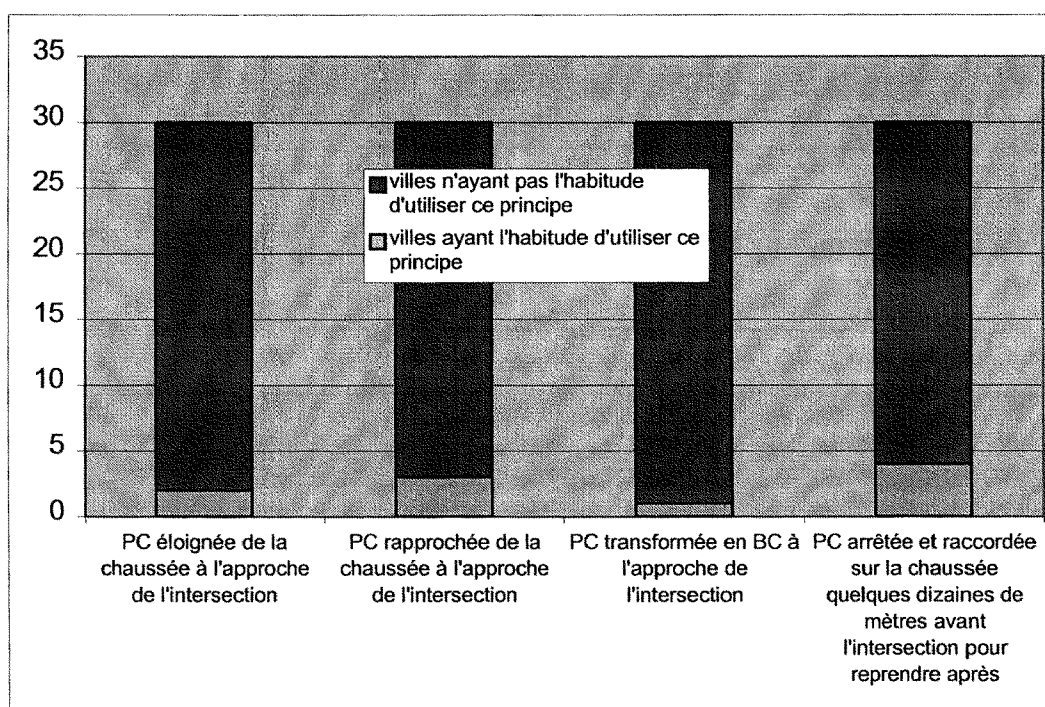 35
30
25
20
15
10
5
0
villes n'ayant pas l'habitude
d'utiliser ce principe
villes ayant l'habitude d'utiliser ce
principe
PC éloignée de la
chaussée à l'approche
de l'intersection
PC rapprochée de la
chaussée à l'approche
de l'intersection
PC transformée en BC à
l'approche de
l'intersection
PC arrêtée et raccordée
sur la chaussée
quelques dizaines de
mètres avant
l'intersection pour
reprendre après